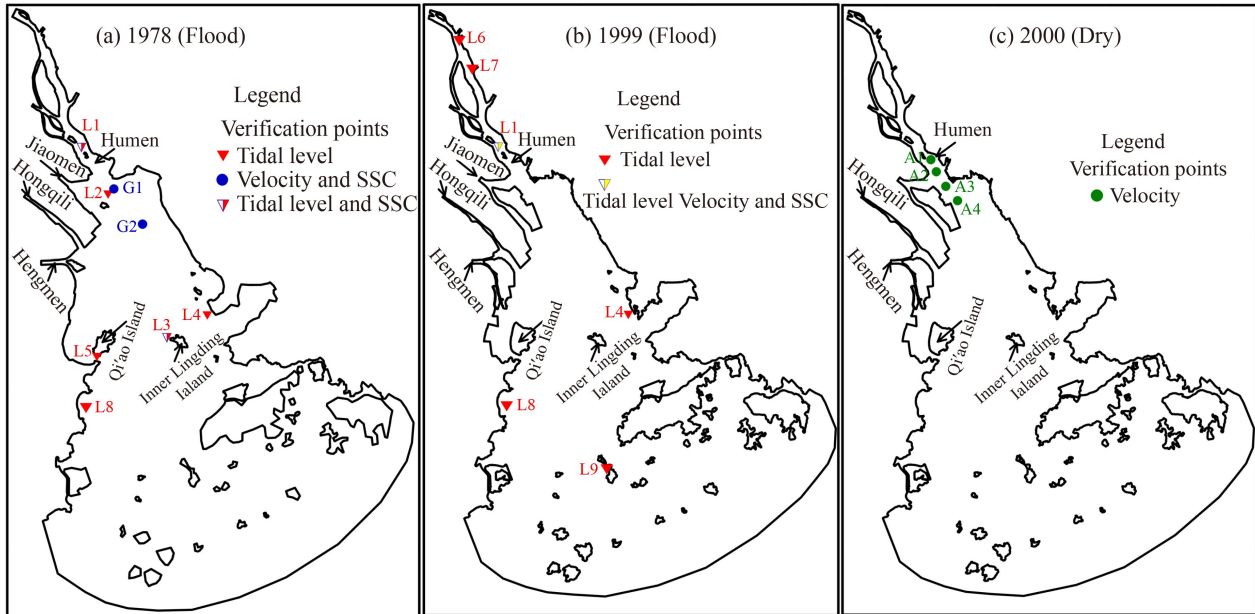 (a) 1978 (Flood)
Legend
Verification points
Tidal level
Velocity and SSC
Tidal level and SSC
L1
Humen
Jiaomen
Hongqili
L2
G1
G2
Hengmen
L4
L3
L5
Qi'ao Island
Inner Lingding
Ialand
L8
(b) 1999 (Flood)
L6
L7
Legend
Verification points
Tidal level
Tidal level Velocity and SSC
L1
Humen
Jiaomen
Hongqili
Hengmen
L4
Qi'ao Island
Inner Lingding
Ialand
L8
L9
(c) 2000 (Dry)
Legend
Verification points
Velocity
Humen
A1
A2
A3
A4
Hongqili
Hengmen
Qi'ao Island
Inner Lingding
Ialand